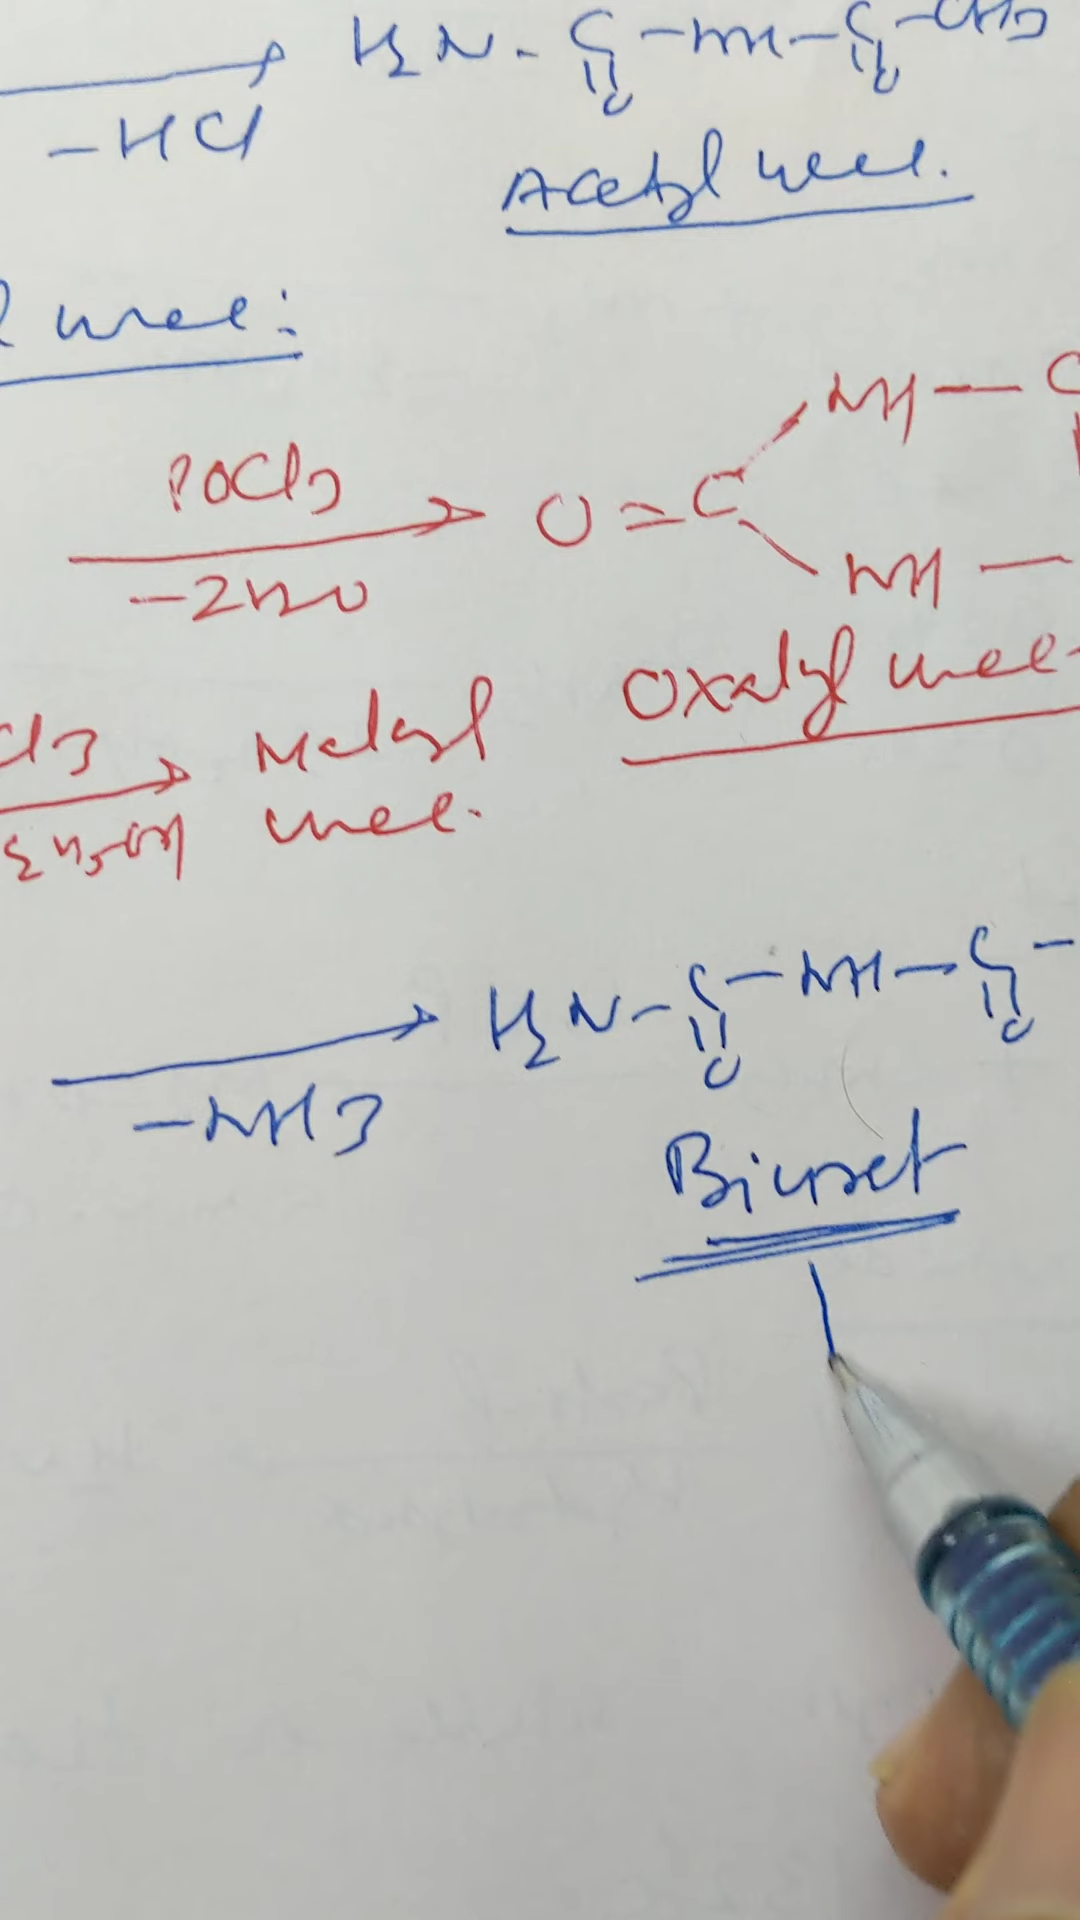 H2N - C - NH - C - CH3
|| ||
O O
-HCl
Acetyl urea.
l urea:
NH - C
POCl3
O = C
-2H2O
NH -
Oxalyl urea
Cl3
Malayl
urea.
H2N - C - NH - C -
|| ||
O O
-NH3
Biuret